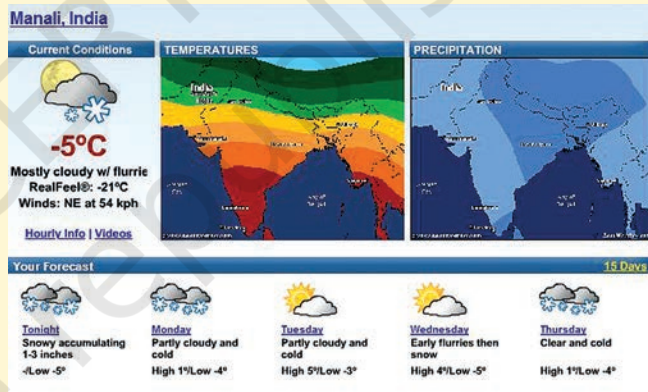 Manali, India
Current Conditions
TEMPERATURES
PRECIPITATION
India
India
-5°C
Mostly cloudy w/ flurrie
RealFeel®: -21°C
Winds: NE at 54 kph
Hourly Info | Videos
Your Forecast
15 Days
Tonight
Snowy accumulating
1-3 inches
-/Low -5°
Monday
Partly cloudy and
cold
High 1°/Low -4°
Tuesday
Partly cloudy and
cold
High 5°/Low -3°
Wednesday
Early flurries then
snow
High 4°/Low -5°
Thursday
Clear and cold
High 1°/Low -4°